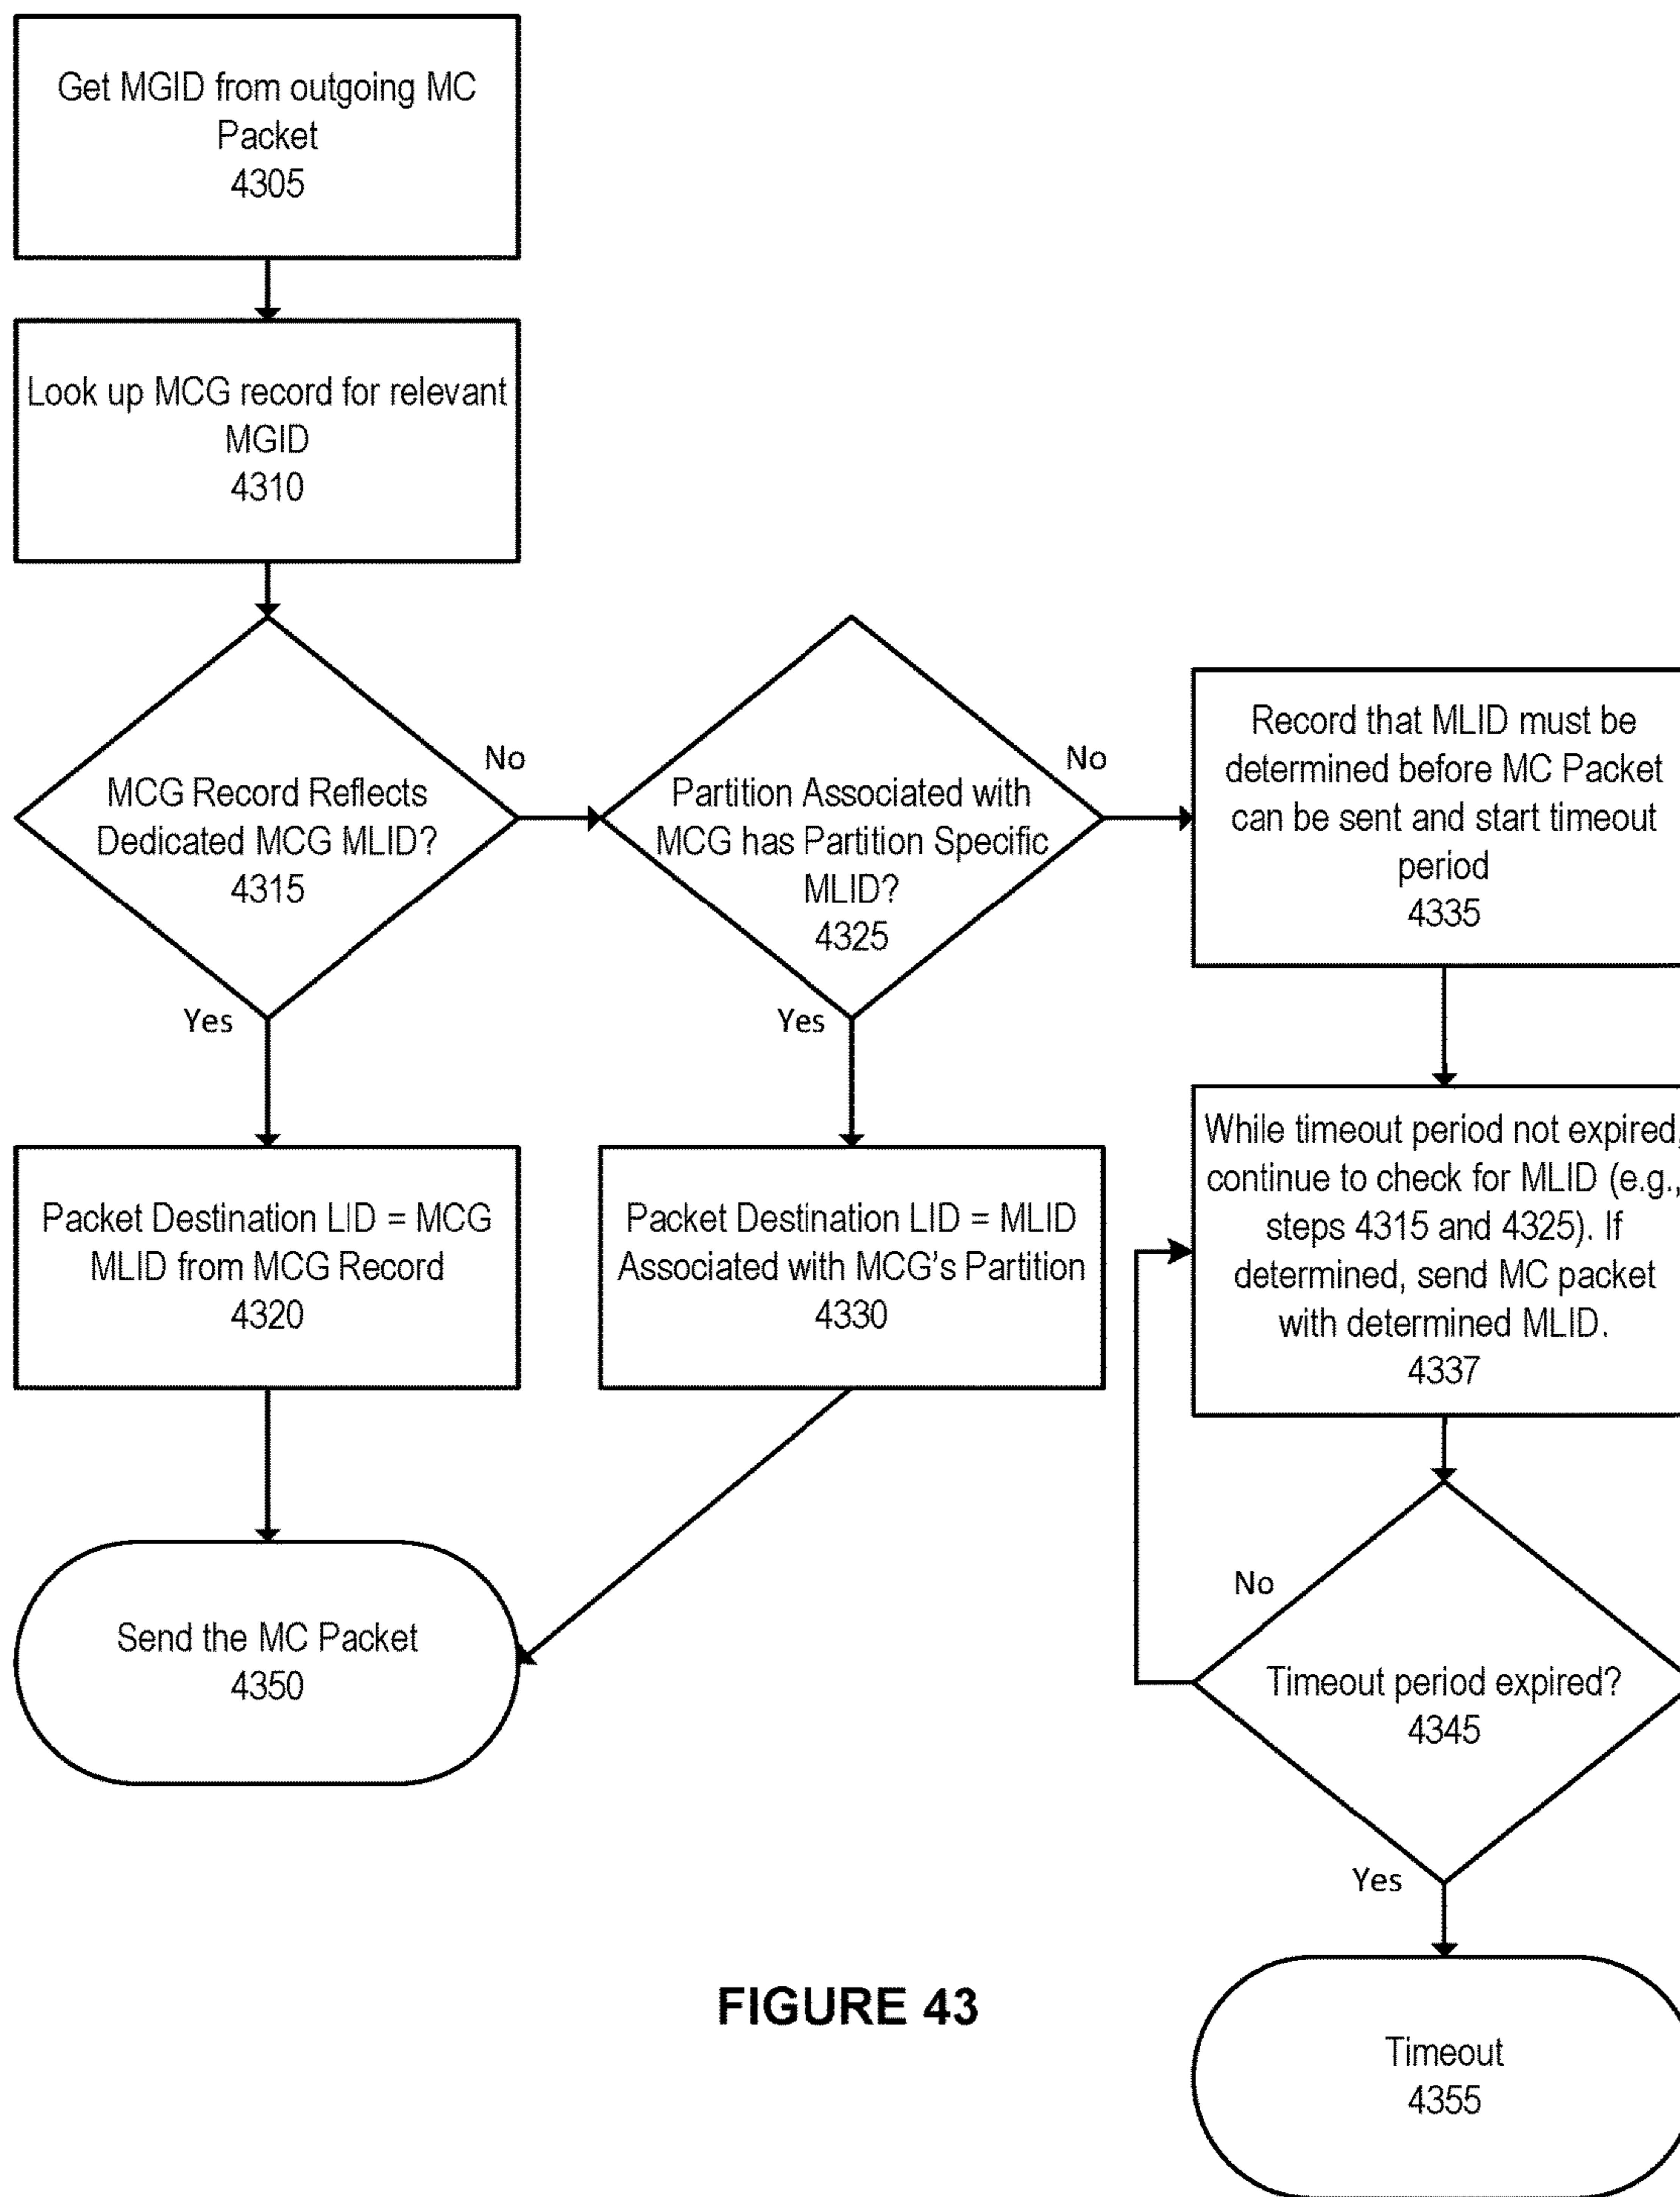 Get MGID from outgoing MC
Packet
4305
Look up MCG record for relevant
MGID
4310
MCG Record Reflects
Dedicated MCG MLID?
4315
No
Yes
Partition Associated with
MCG has Partition Specific
MLID?
4325
No
Yes
Record that MLID must be
determined before MC Packet
can be sent and start timeout
period
4335
Packet Destination LID = MCG
MLID from MCG Record
4320
Packet Destination LID = MLID
Associated with MCG's Partition
4330
While timeout period not expired,
continue to check for MLID (e.g.,
steps 4315 and 4325). If
determined, send MC packet
with determined MLID.
4337
Send the MC Packet
4350
No
Timeout period expired?
4345
Yes
Timeout
4355
FIGURE 43